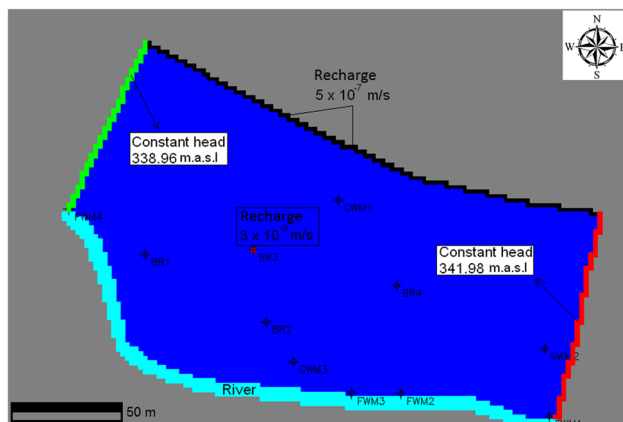 N
W E
S
Recharge
5 x 10-7 m/s
Constant head
338.96 m.a.s.l
GWM1
FWM4
Recharge
3 x 10-9 m/s
BR1
BR3
Constant head
341.98 m.a.s.l
BR4
BR2
GWM2
GWM3
River
FWM3
FWM2
50 m